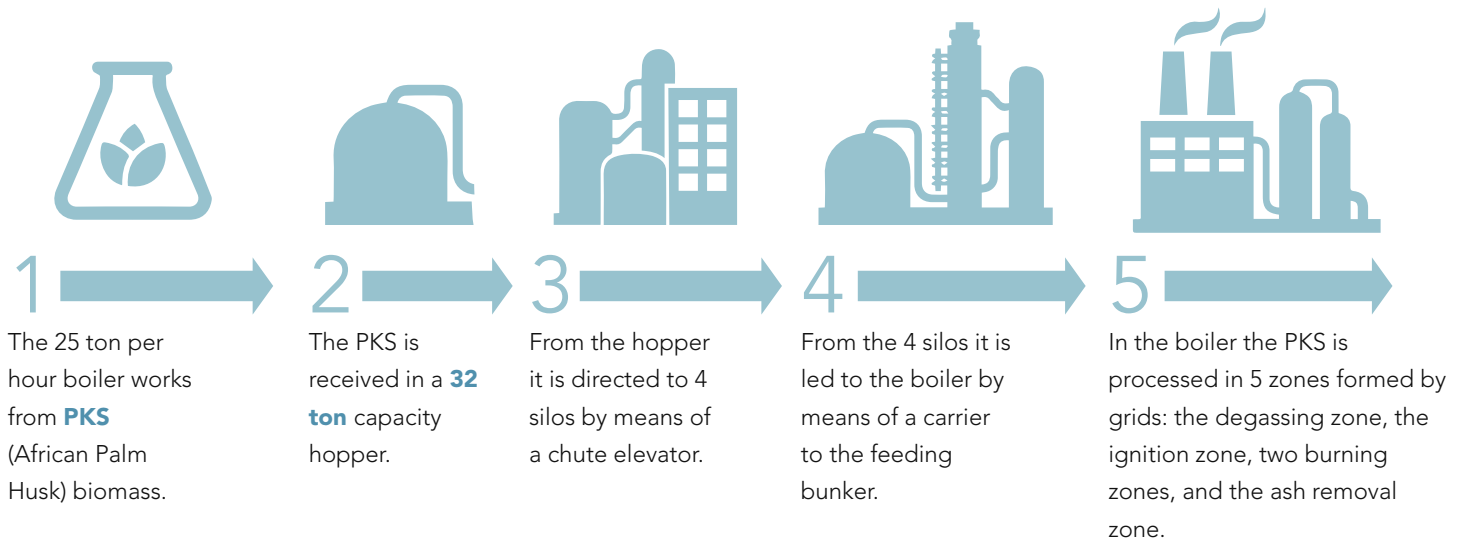 1
The 25 ton per
hour boiler works
from PKS
(African Palm
Husk) biomass.
2
The PKS is
received in a 32
ton capacity
hopper.
3
From the hopper
it is directed to 4
silos by means of
a chute elevator.
4
From the 4 silos it is
led to the boiler by
means of a carrier
to the feeding
bunker.
5
In the boiler the PKS is
processed in 5 zones formed by
grids: the degassing zone, the
ignition zone, two burning
zones, and the ash removal
zone.